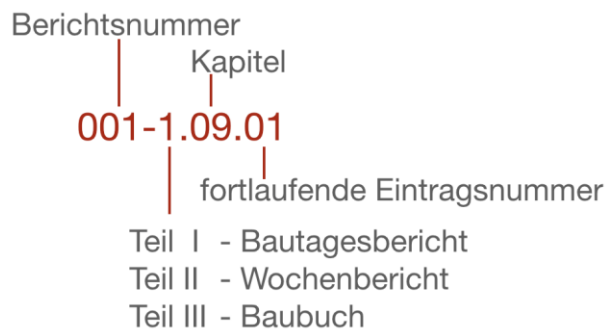 Berichtsnummer
Kapitel
001-1.09.01
fortlaufende Eintragsnummer
Teil I - Bautagesbericht
Teil II - Wochenbericht
Teil III - Baubuch